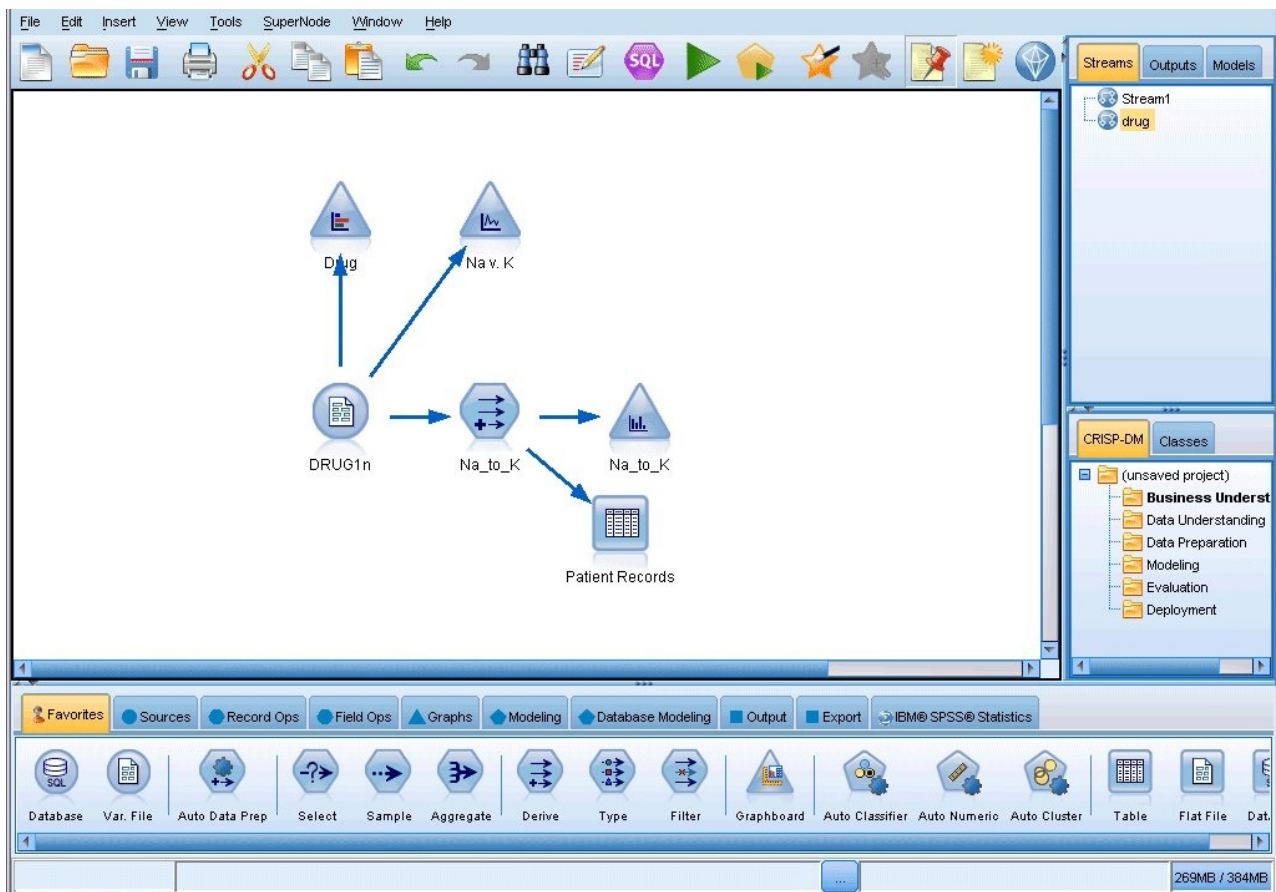 File Edit Insert View Tools SuperNode Window Help
SQL
Streams Outputs Models
Stream1
drug
Drug
Na v. K
DRUG1n
Na_to_K
Na_to_K
Patient Records
CRISP-DM Classes
(unsaved project)
Business Underst
Data Understanding
Data Preparation
Modeling
Evaluation
Deployment
Favorites Sources Record Ops Field Ops Graphs Modeling Database Modeling Output Export IBM® SPSS® Statistics
SQL
Database Var. File Auto Data Prep Select Sample Aggregate Derive Type Filter Graphboard Auto Classifier Auto Numeric Auto Cluster Table Flat File Dat
...
269MB / 384MB